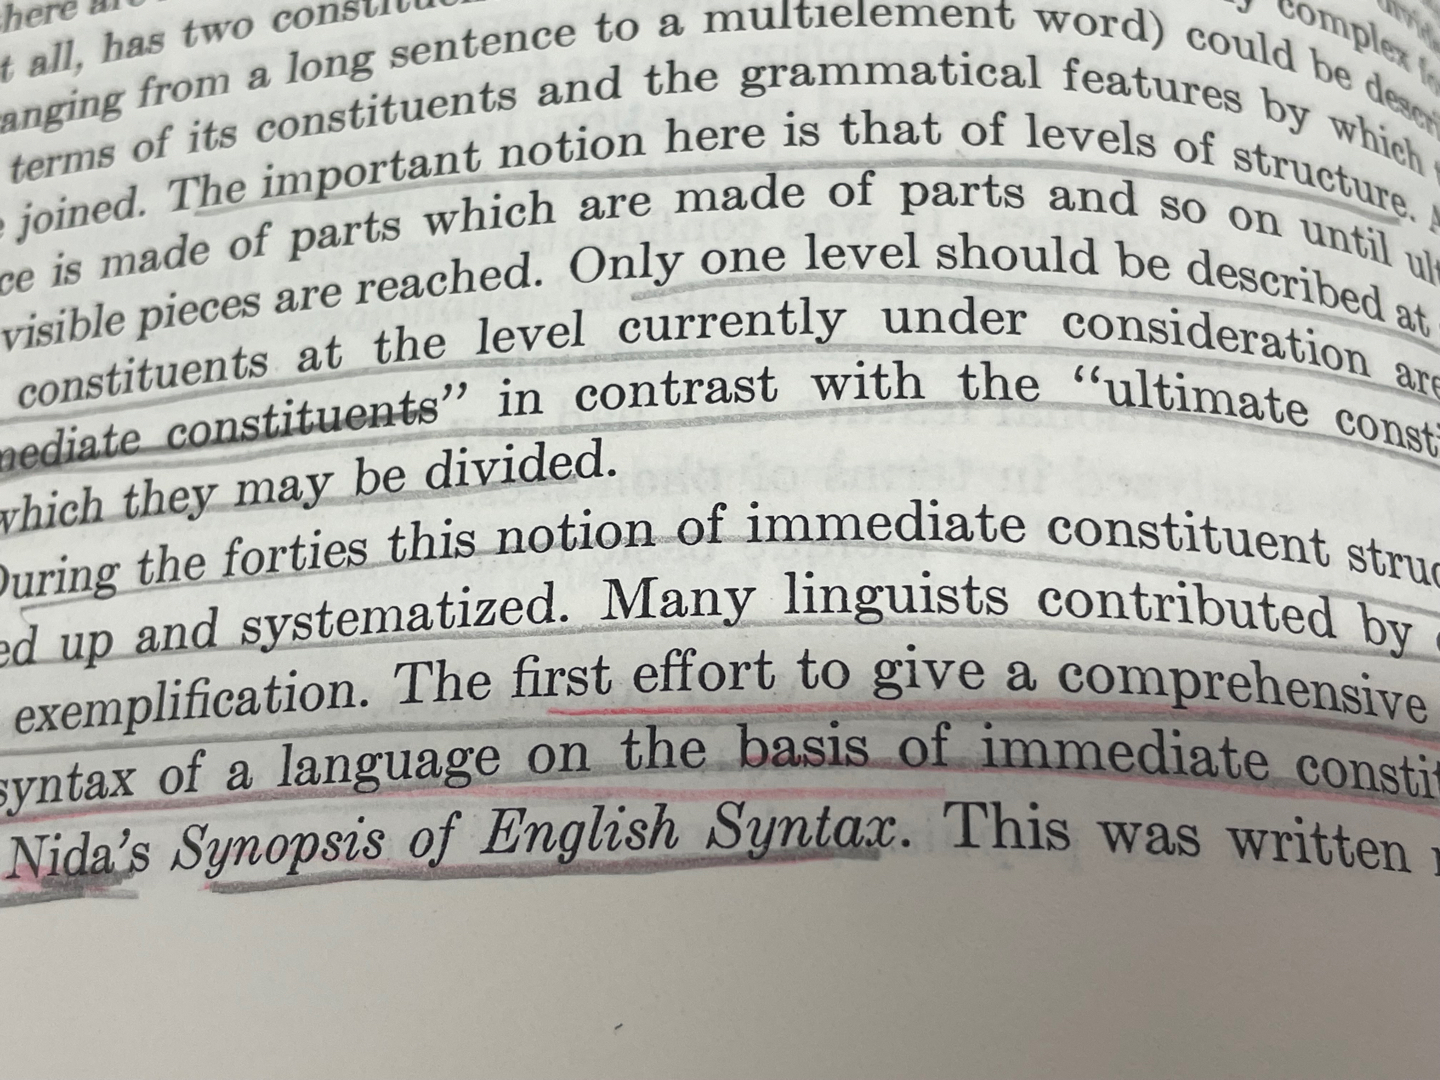 here
t all, has two
anging from a long sentence to a multielement word) could be
terms of its constituents and the grammatical features by which
joined. The important notion here is that of levels of structure.
ce is made of parts which are made of parts and so on until
visible pieces are reached. Only one level should be described at
constituents at the level currently under consideration are
mediate constituents” in contrast with the “ultimate
which they may be divided.
During the forties this notion of immediate constituent
ed up and systematized. Many linguists contributed by
exemplification. The first effort to give a comprehensive
syntax of a language on the basis of immediate
Nida’s Synopsis of English Syntax. This was written